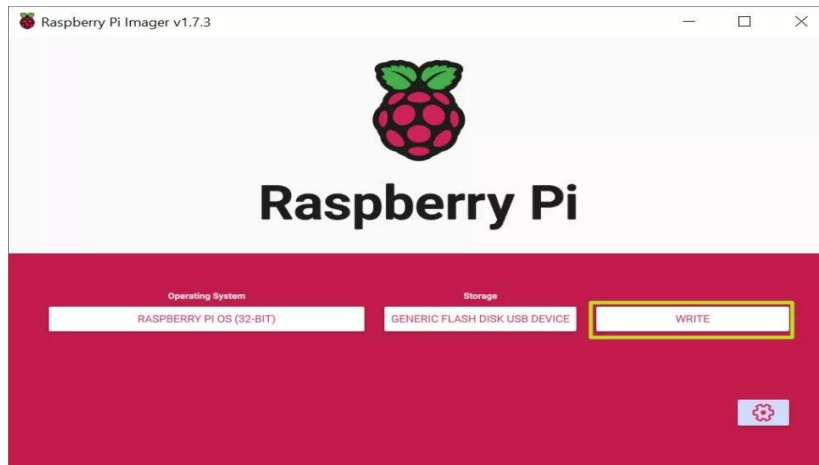 Raspberry Pi Imager v1.7.3
Raspberry Pi
Operating System
Storage
RASPBERRY PI OS (32-BIT)
GENERIC FLASH DISK USB DEVICE
WRITE